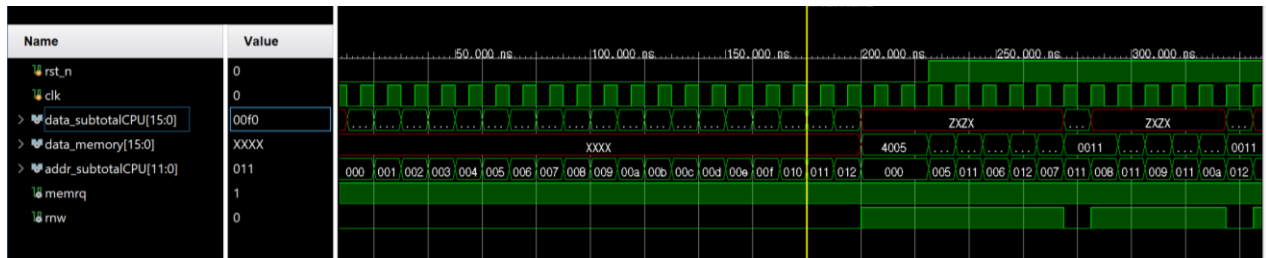 Name Value
50.000 ns 100.000 ns 150.000 ns 200.000 ns 250.000 ns 300.000 ns
rst_n 0
clk 0
data_subtotalCPU[15:0] 00f0 ... ... ... ... ... ... ... ... ... ... ... ... ... ... ... ... ... ... ... ZXZX ... ZXZX ...
data_memory[15:0] XXXX XXXX 4005 ... ... ... ... ... 0011 ... ... ... ... ... 0011
addr_subtotalCPU[11:0] 011 000 001 002 003 004 005 006 007 008 009 00a 00b 00c 00d 00e 00f 010 011 012 000 005 011 006 012 007 011 008 011 009 011 00a 012
memrq 1
rnw 0